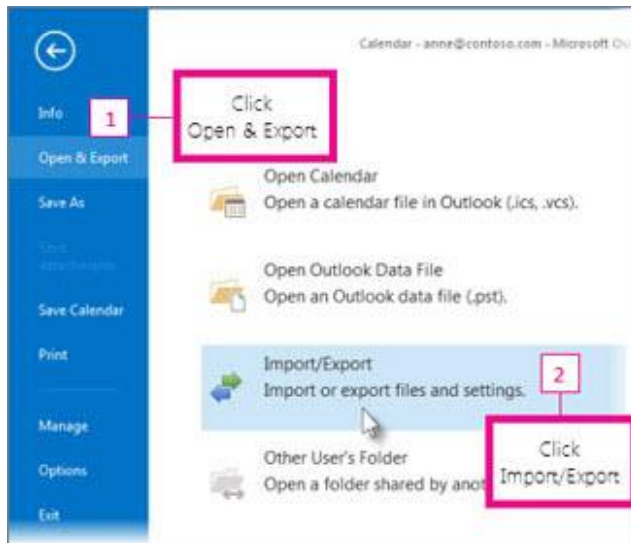 Calendar - anne@contoso.com - Microsoft Ou
Info
1
Click
Open & Export
Open & Export
Save As
Save
Attachments
Save Calendar
Print
Manage
Options
Exit
Open Calendar
Open a calendar file in Outlook (.ics, .vcs).
Open Outlook Data File
Open an Outlook data file (.pst).
Import/Export
Import or export files and settings.
2
Click
Import/Export
Other User's Folder
Open a folder shared by anot